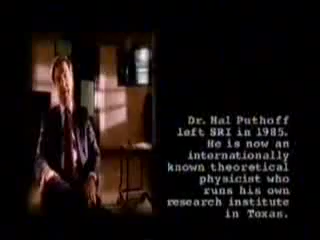 Dr. Hal Puthoff
left SRI in 1985.
He is now an
internationally
known theoretical
physicist who
runs his own
research institute
in Texas.